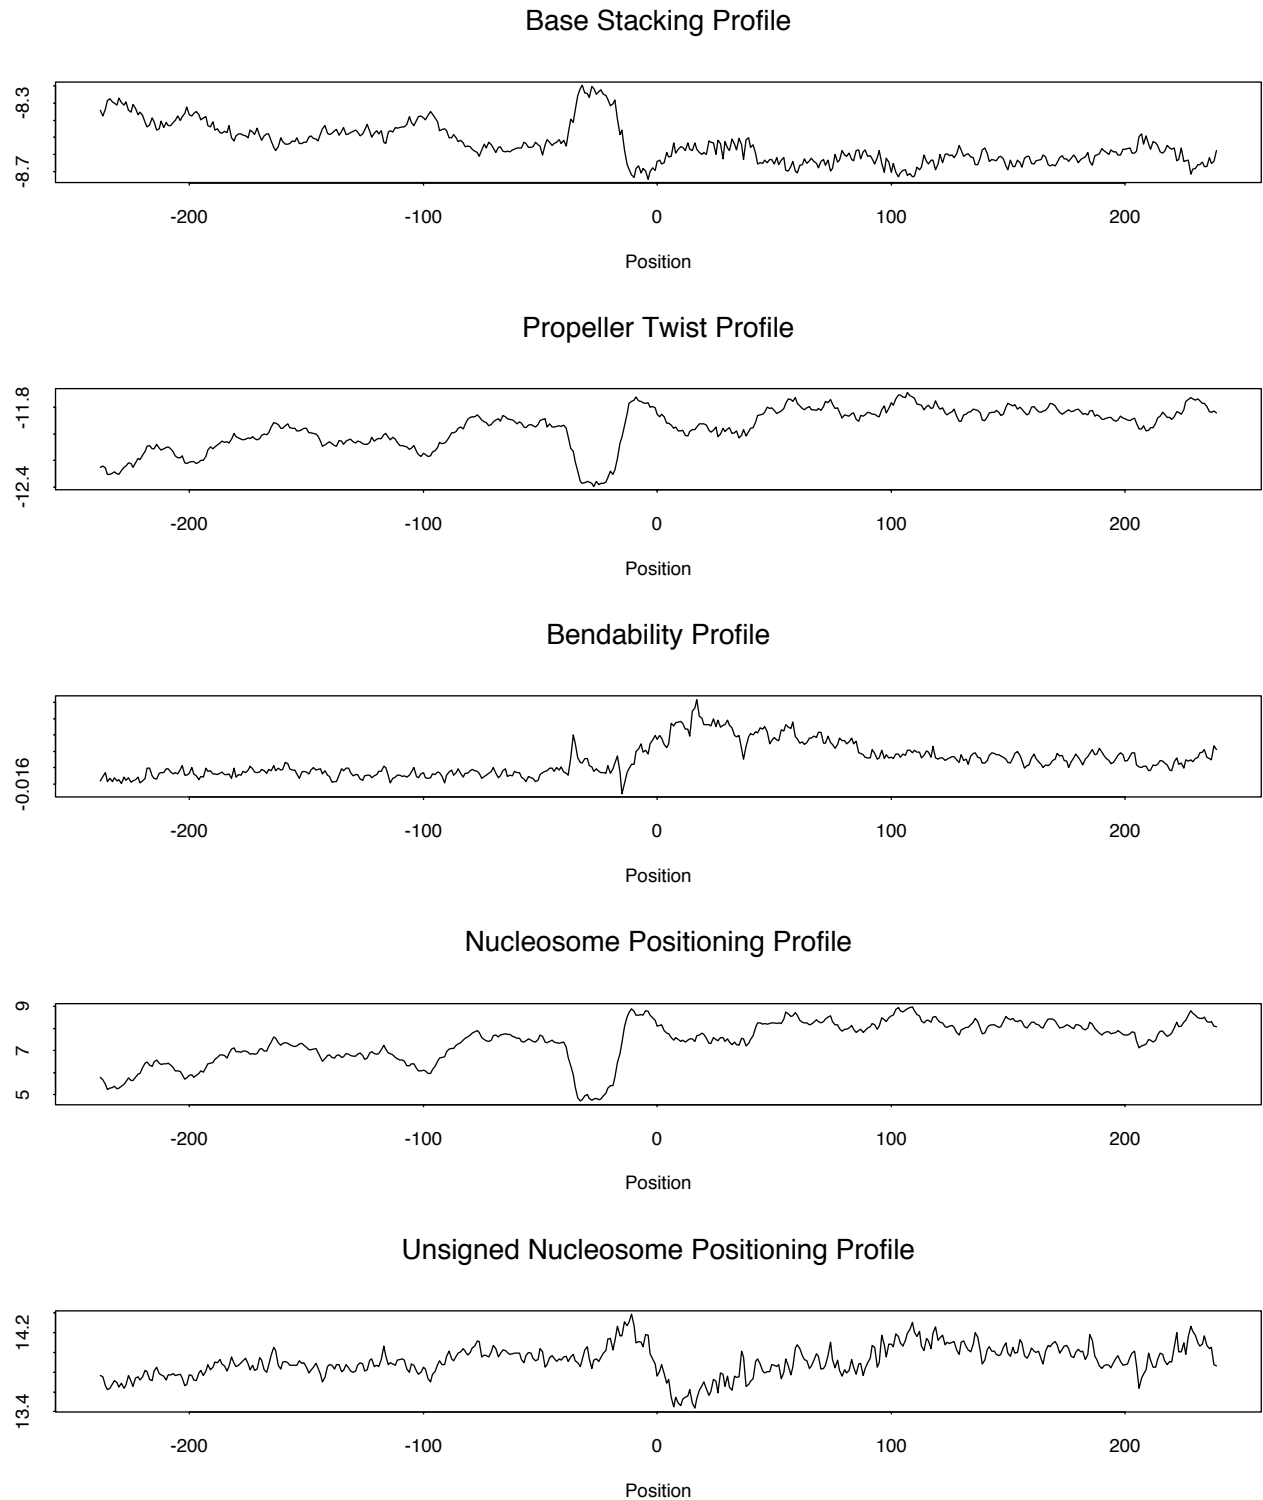 Base Stacking Profile
-8.3
-8.7
-200 -100 0 100 200
Position
Propeller Twist Profile
-11.8
-12.4
-200 -100 0 100 200
Position
Bendability Profile
-0.016
-200 -100 0 100 200
Position
Nucleosome Positioning Profile
9
7
5
-200 -100 0 100 200
Position
Unsigned Nucleosome Positioning Profile
14.2
13.4
-200 -100 0 100 200
Position